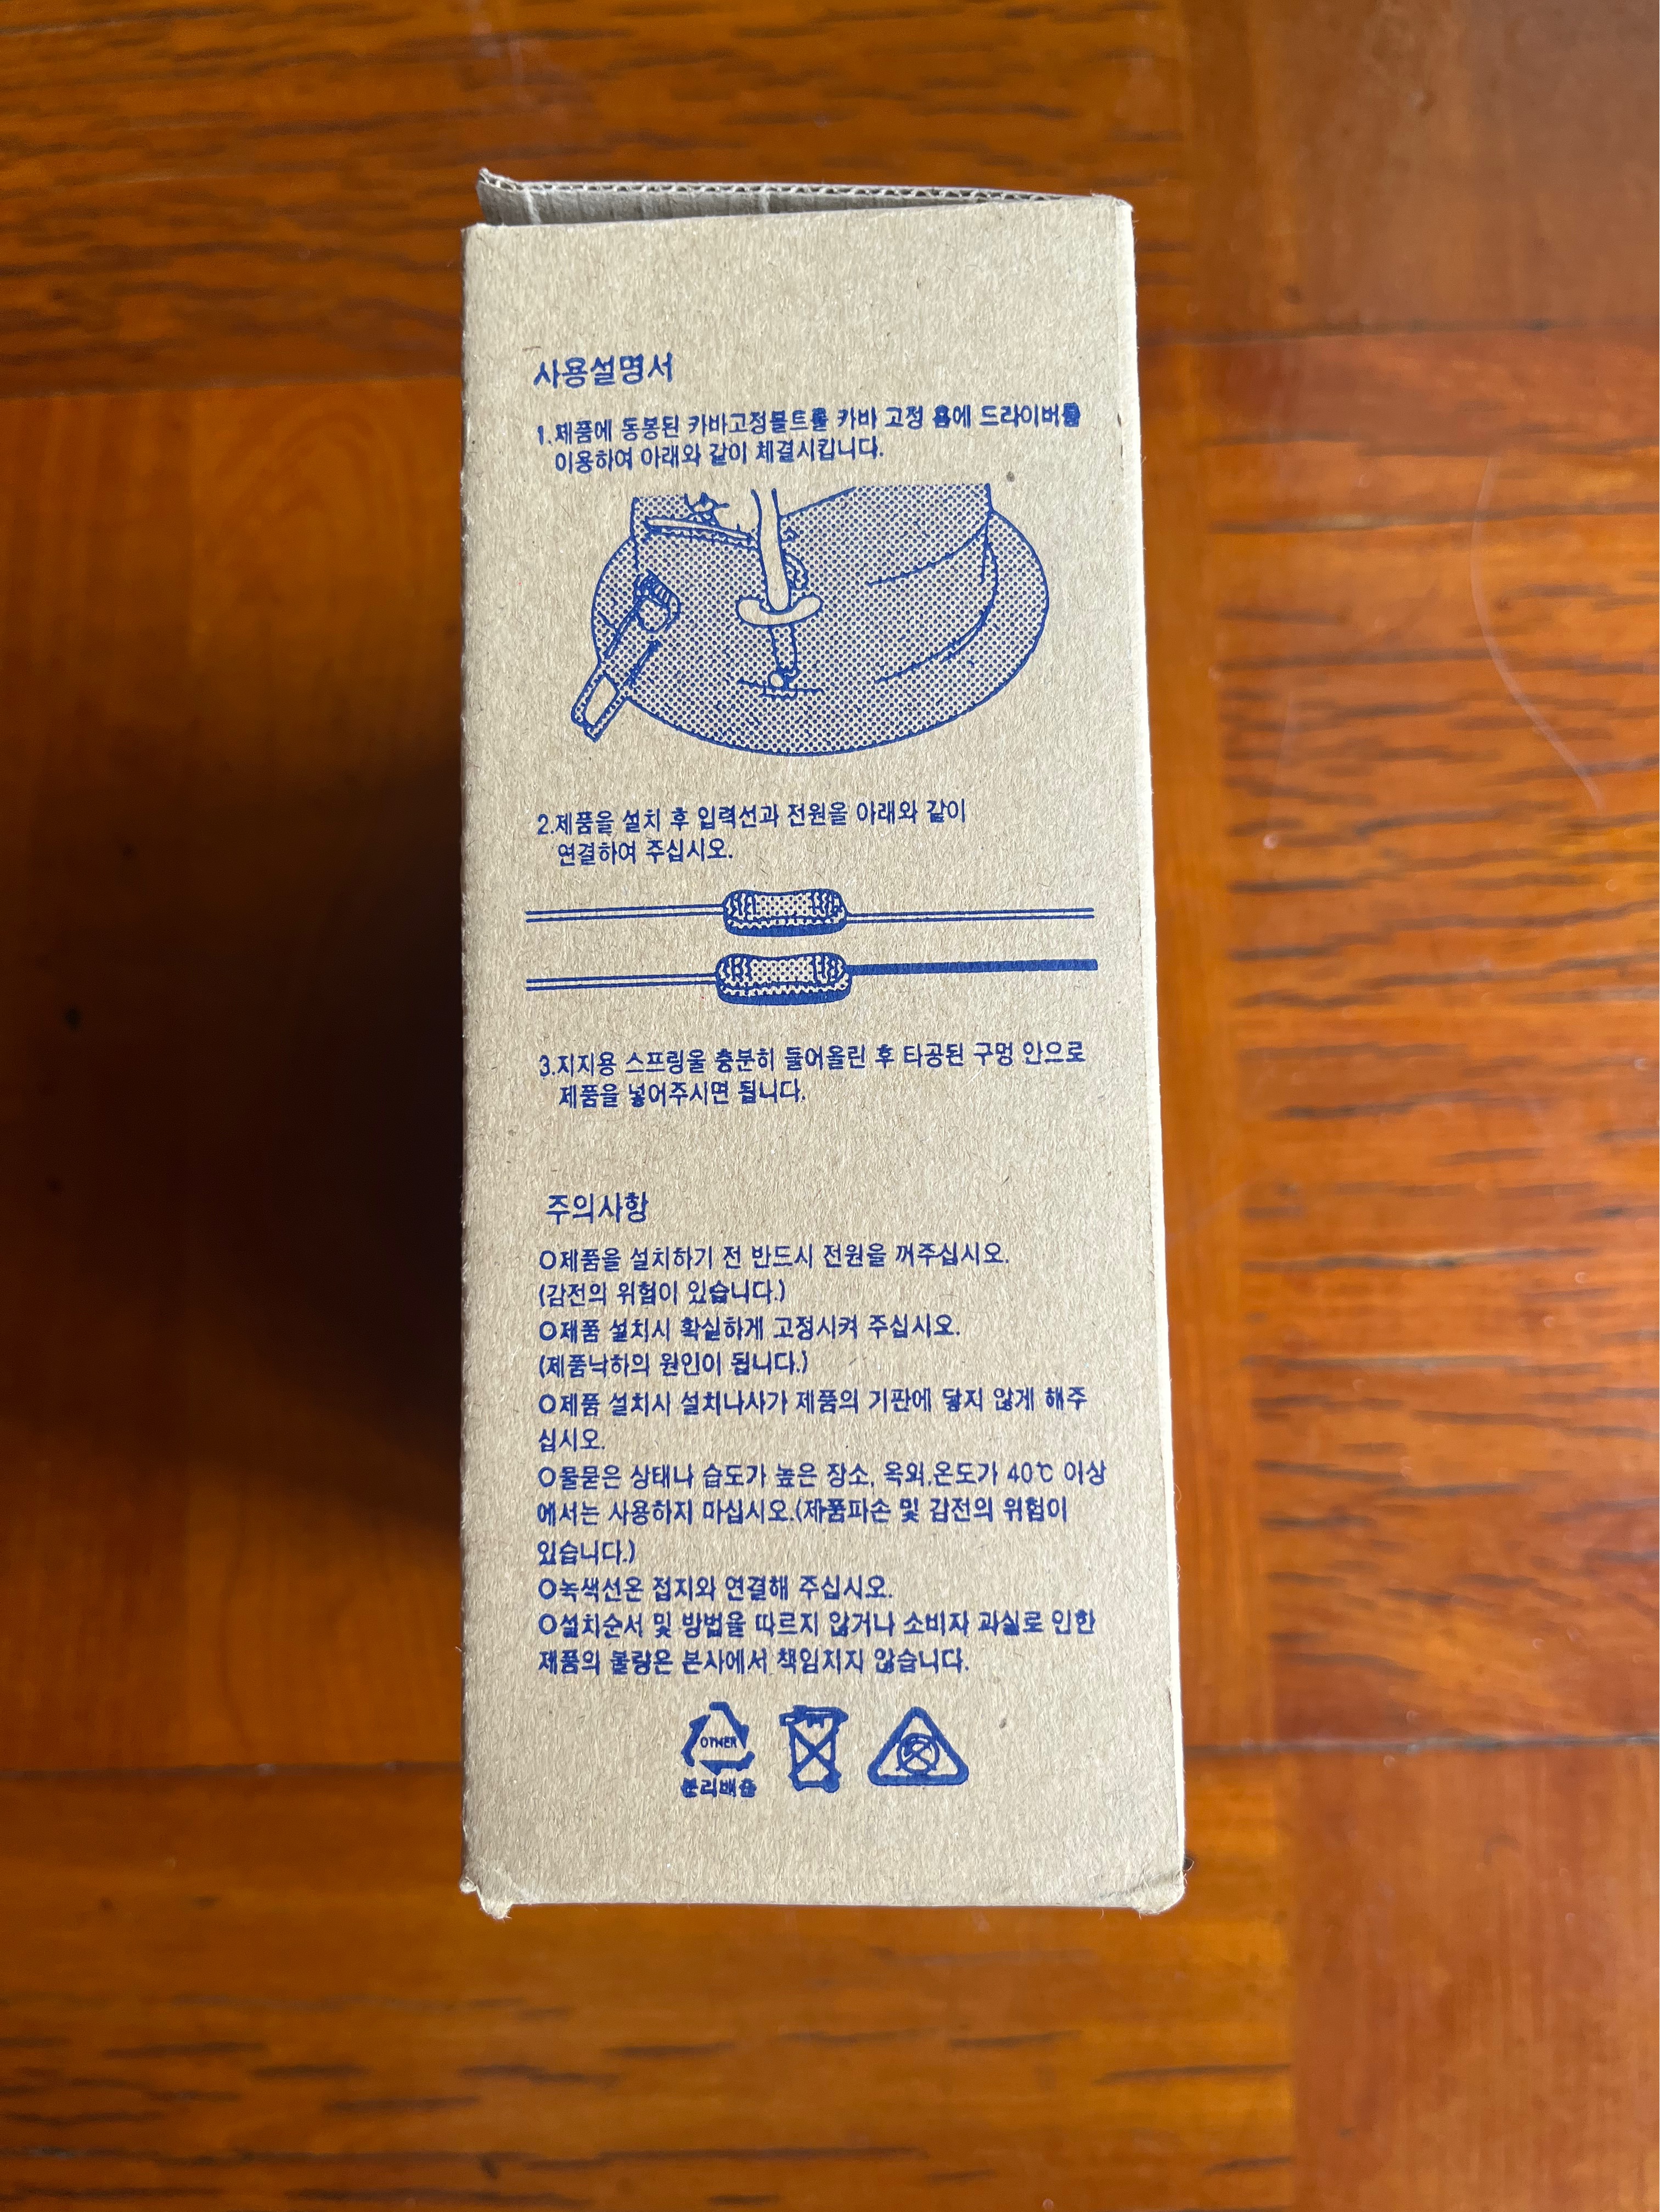 사용설명서
1.제품에 동봉된 카바고정볼트를 카바 고정 홈에 드라이버를
이용하여 아래와 같이 체결시킵니다.
2.제품을 설치 후 입력선과 전원을 아래와 같이
연결하여 주십시오.
3.지지용 스프링을 충분히 들어올린 후 타공된 구멍 안으로
제품을 넣어주시면 됩니다.
주의사항
○제품을 설치하기 전 반드시 전원을 꺼주십시오.
(감전의 위험이 있습니다.)
○제품 설치시 확실하게 고정시켜 주십시오.
(제품낙하의 원인이 됩니다.)
○제품 설치시 설치나사가 제품의 기판에 닿지 않게 해주
십시오.
○물묻은 상태나 습도가 높은 장소, 옥외,온도가 40℃ 이상
에서는 사용하지 마십시오.(제품파손 및 감전의 위험이
있습니다.)
○녹색선은 접지와 연결해 주십시오.
○설치순서 및 방법을 따르지 않거나 소비자 과실로 인한
제품의 불량은 본사에서 책임지지 않습니다.
OTHER
분리배출